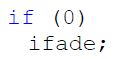 if (0)
  ifade;